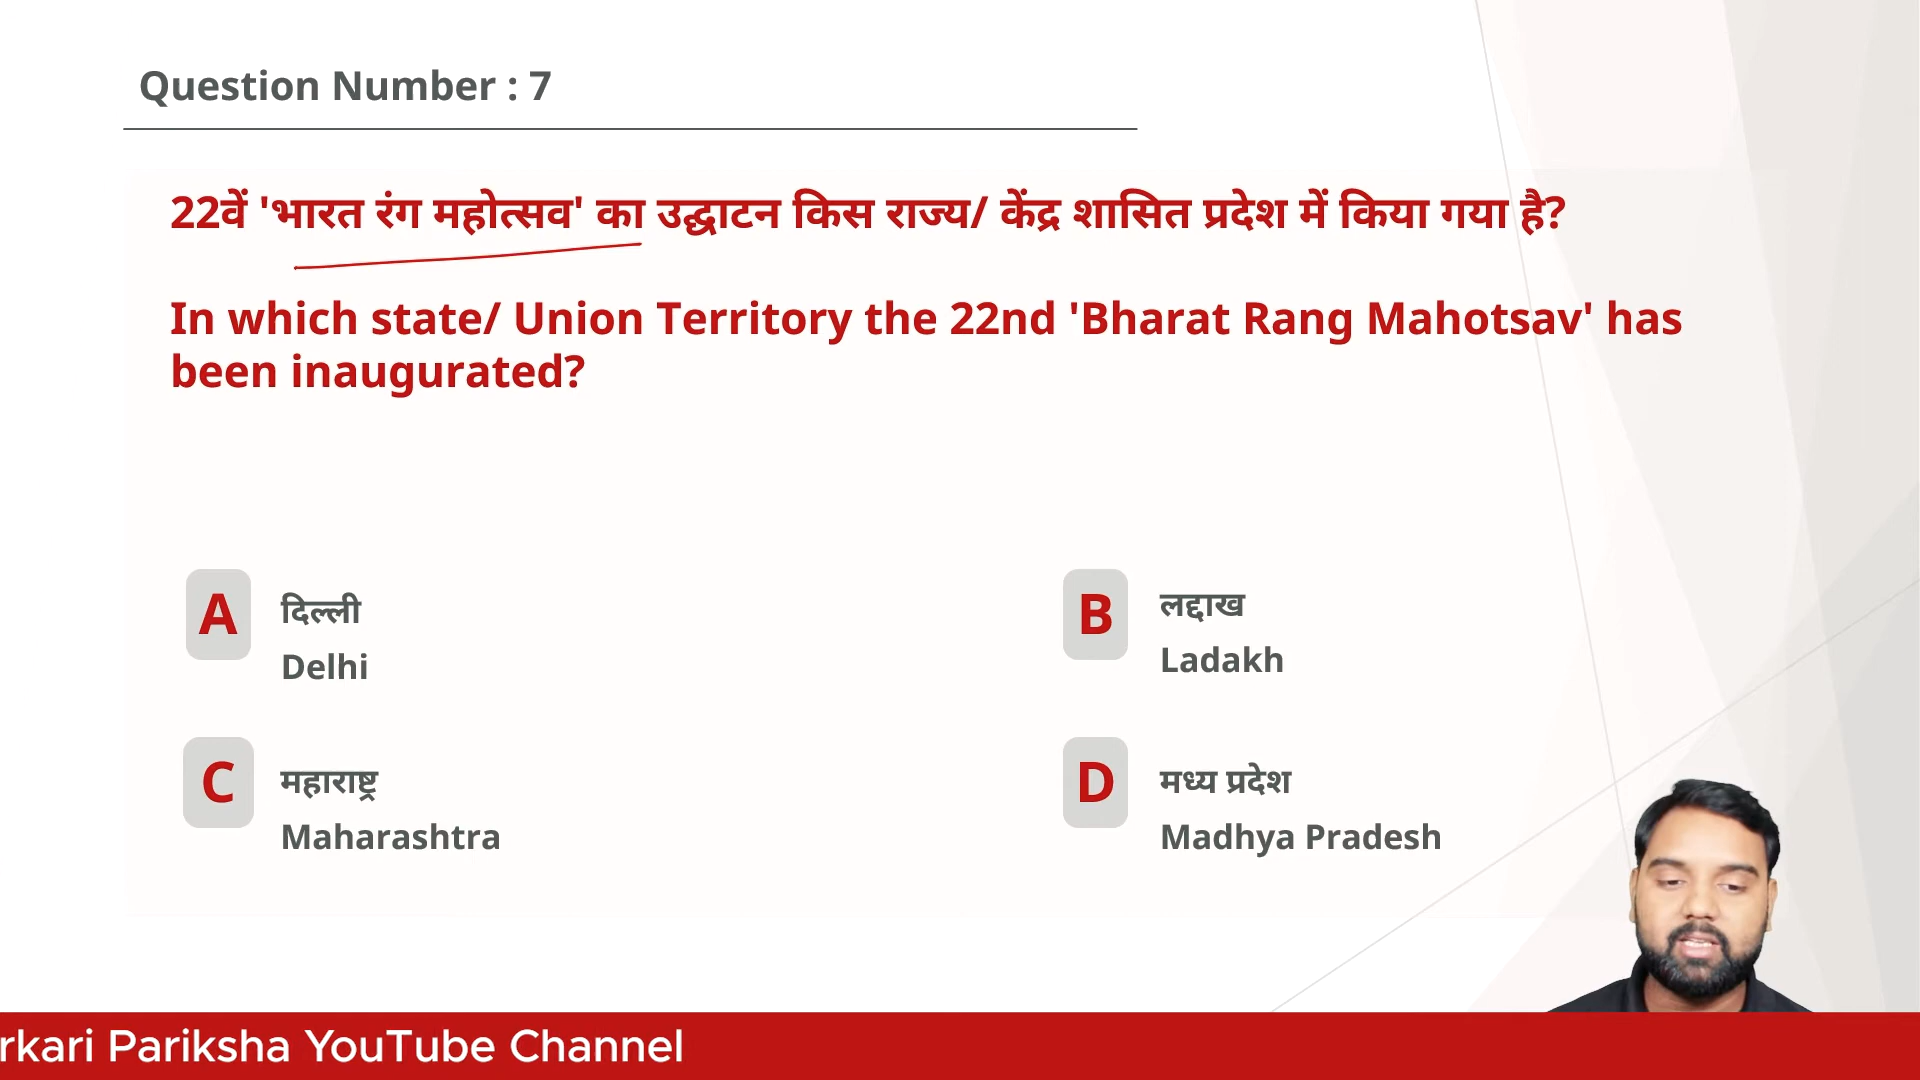 Question Number : 7
22वें 'भारत रंग महोत्सव' का उद्घाटन किस राज्य/ केंद्र शासित प्रदेश में किया गया है?
In which state/ Union Territory the 22nd 'Bharat Rang Mahotsav' has
been inaugurated?
A
दिल्ली
Delhi
B
लद्दाख
Ladakh
C
महाराष्ट्र
Maharashtra
D
मध्य प्रदेश
Madhya Pradesh
rkari Pariksha YouTube Channel